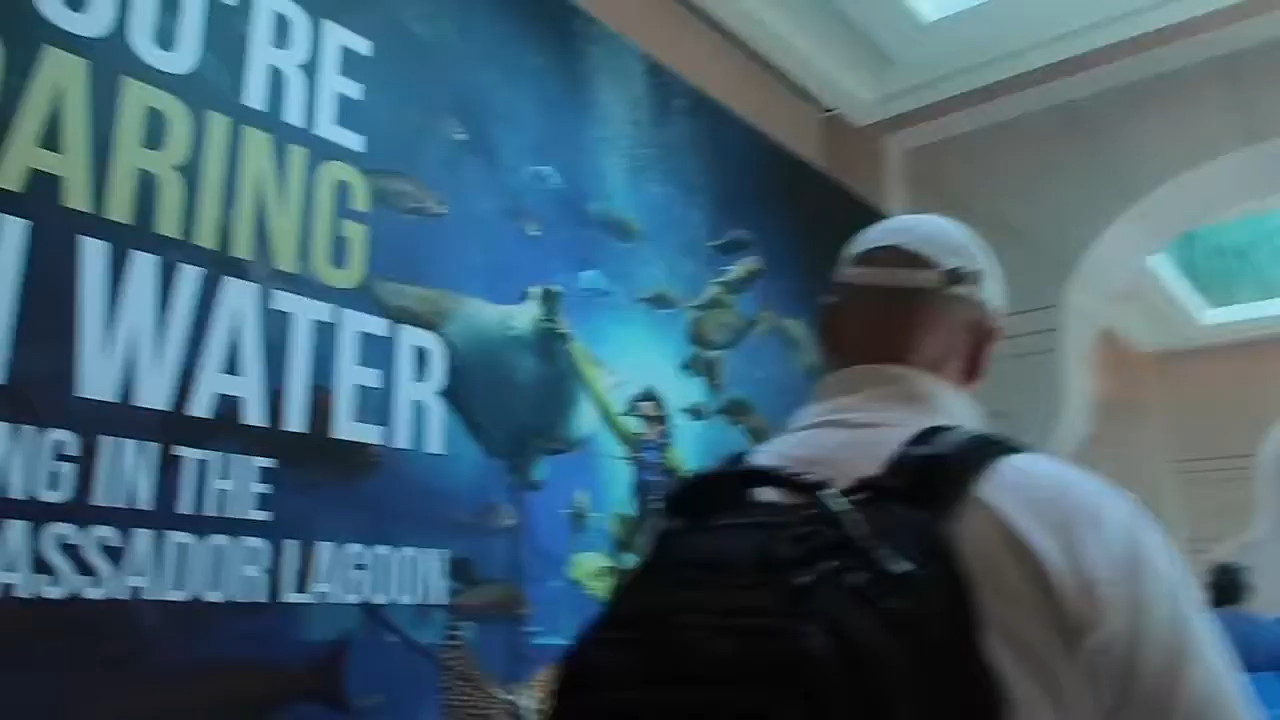 OU'RE
ARING
WATER
NG IN THE
ASSADOR LAGOON